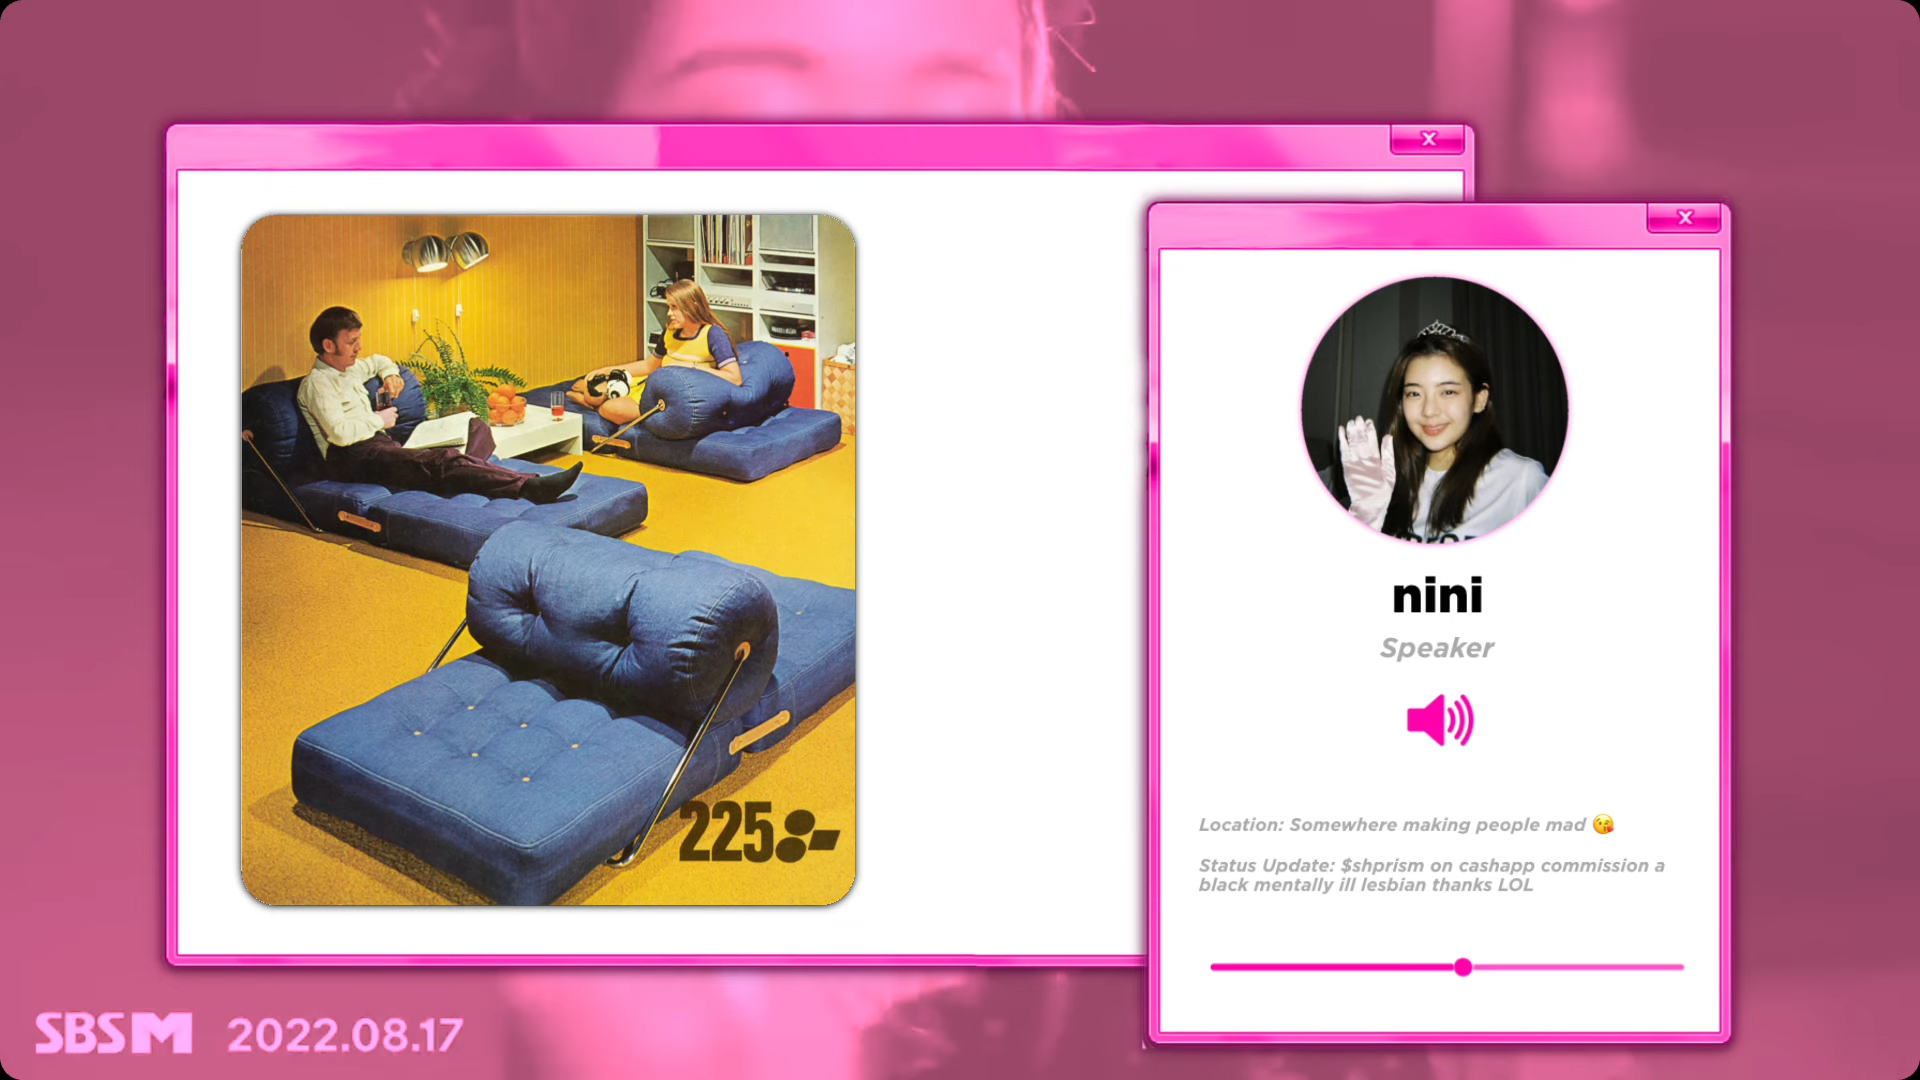 x
x
225:-
nini
Speaker
Location: Somewhere making people mad 😘
Status Update: $shprism on cashapp commission a
black mentally ill lesbian thanks LOL
SBS M 2022.08.17